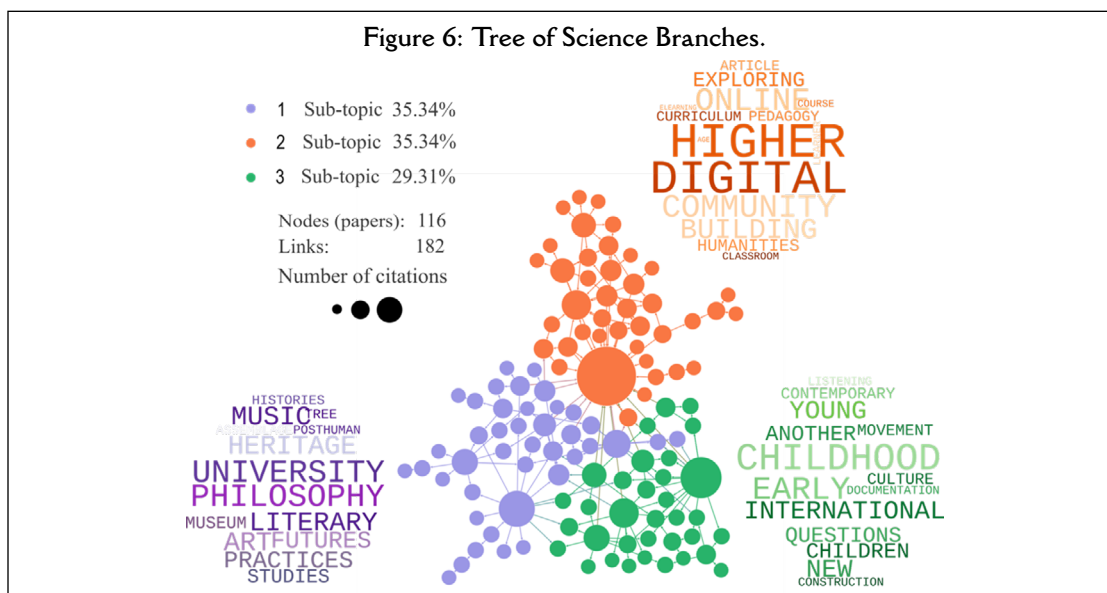 Figure 6: Tree of Science Branches.
1 Sub-topic 35.34%
2 Sub-topic 35.34%
3 Sub-topic 29.31%
Nodes (papers): 116
Links: 182
Number of citations
ARTICLE
EXPLORING
ONLINE
ELEARNING
COURSE
CURRICULUM PEDAGOGY
AGE
HIGHER
DIGITAL
COMMUNITY
BUILDING
HUMANITIES
CLASSROOM
HISTORIES
MUSIC TREE
POSTHUMAN
HERITAGE
UNIVERSITY
PHILOSOPHY
MUSEUM LITERARY
ART FUTURES
PRACTICES
STUDIES
LISTENING
CONTEMPORARY
YOUNG
ANOTHER MOVEMENT
CHILDHOOD
CULTURE
EARLY DOCUMENTATION
INTERNATIONAL
QUESTIONS
CHILDREN
NEW
CONSTRUCTION